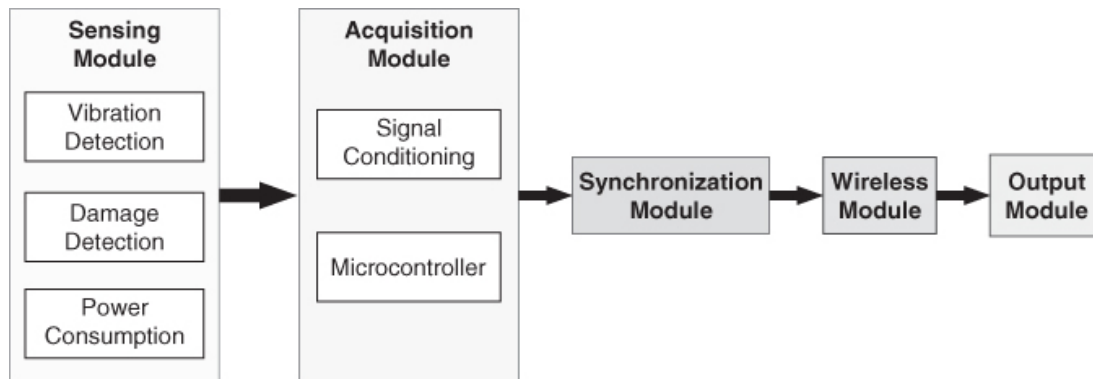 Sensing
Module
Vibration
Detection
Damage
Detection
Power
Consumption
Acquisition
Module
Signal
Conditioning
Microcontroller
Synchronization
Module
Wireless
Module
Output
Module